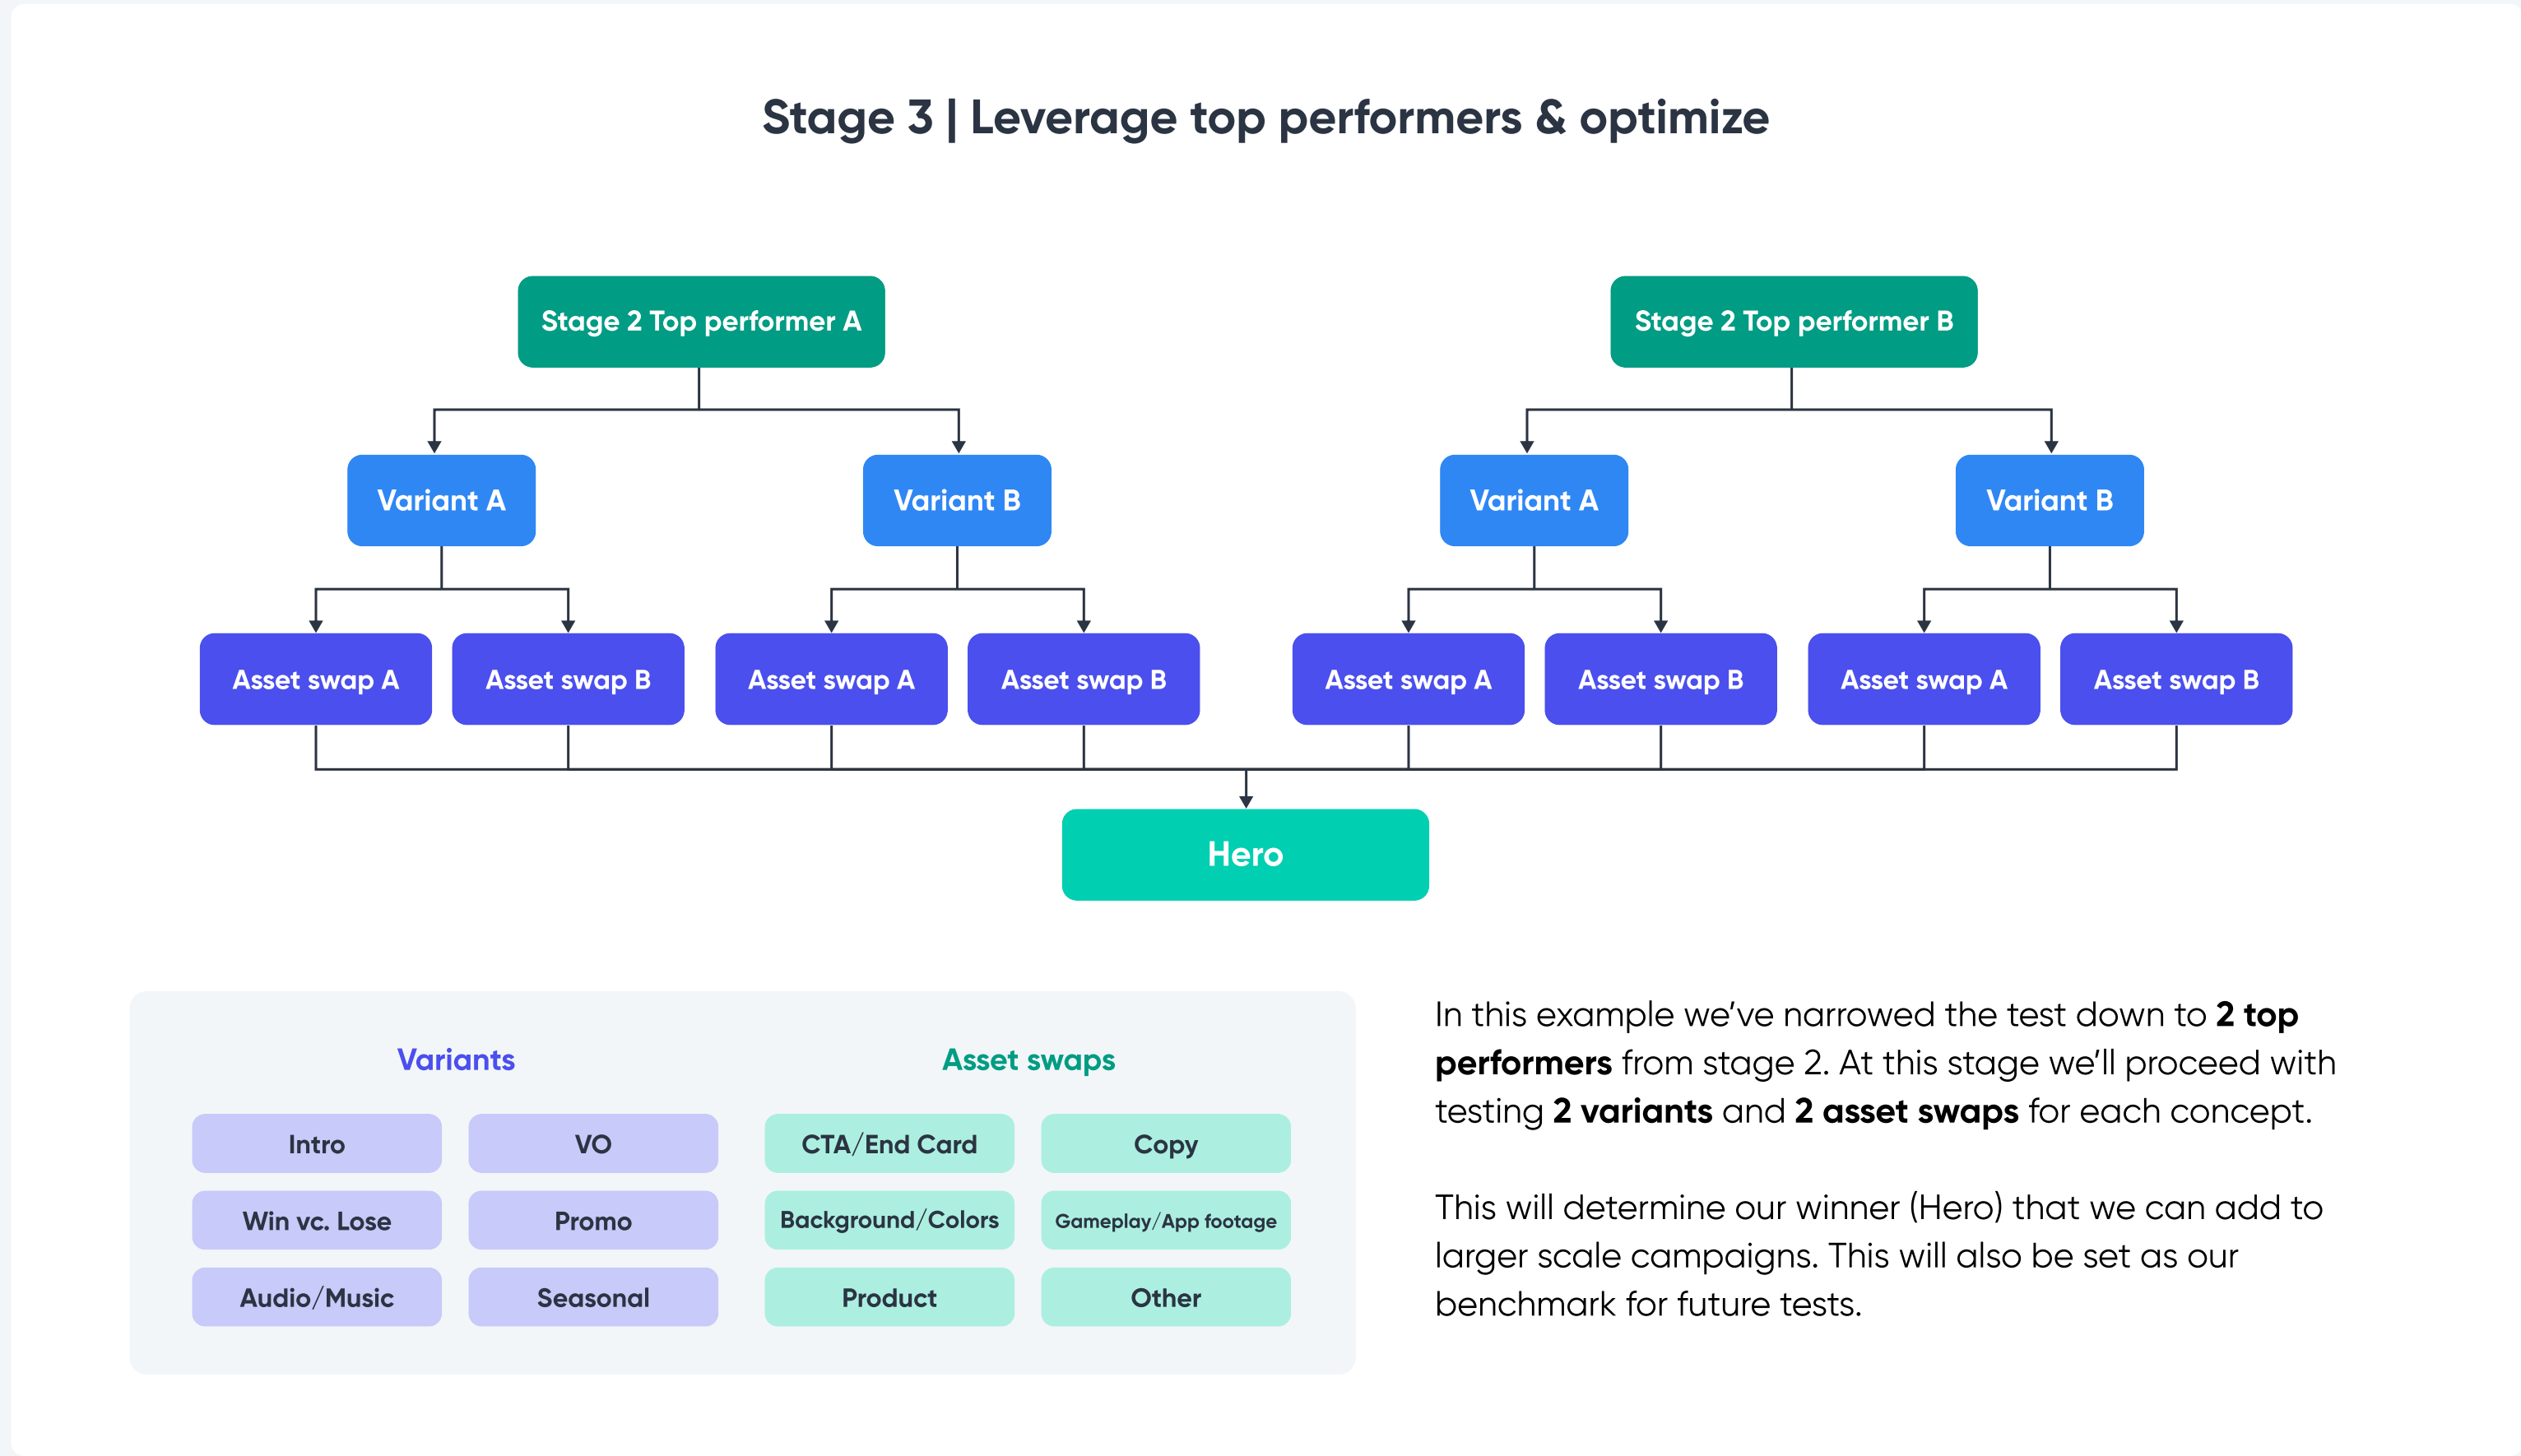 Stage 3 | Leverage top performers & optimize
Stage 2 Top performer A
Stage 2 Top performer B
Variant A
Variant B
Variant A
Variant B
Asset swap A
Asset swap B
Asset swap A
Asset swap B
Asset swap A
Asset swap B
Asset swap A
Asset swap B
Hero
Variants
Intro
VO
Win vc. Lose
Promo
Audio/Music
Seasonal
Asset swaps
CTA/End Card
Copy
Background/Colors
Gameplay/App footage
Product
Other
In this example we’ve narrowed the test down to 2 top
performers from stage 2. At this stage we’ll proceed with
testing 2 variants and 2 asset swaps for each concept.
This will determine our winner (Hero) that we can add to
larger scale campaigns. This will also be set as our
benchmark for future tests.